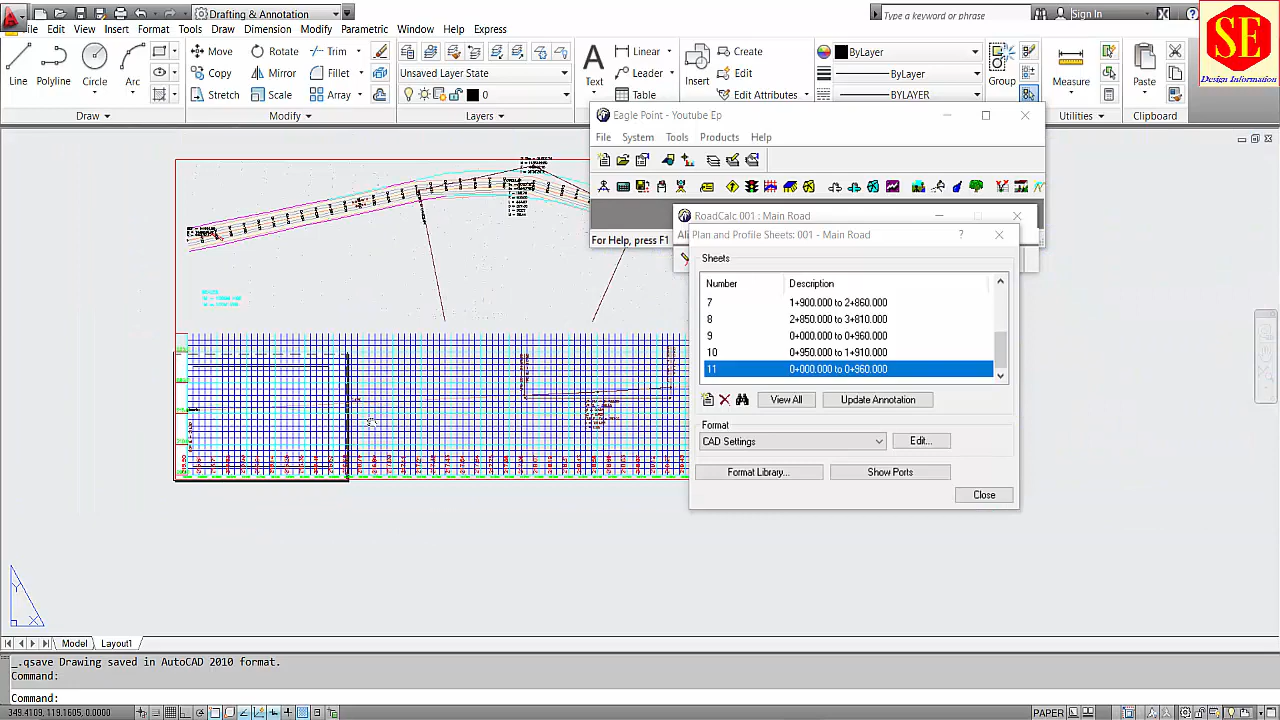 Drafting & Annotation
Type a keyword or phrase
Sign In
Edit View Insert Format Tools Draw Dimension Modify Parametric Window Help Express
Line Polyline Circle Arc
Move Rotate Trim
Copy Mirror Fillet
Stretch Scale Array
Unsaved Layer State
0
Text
Linear
Leader
Table
Insert
Create
Edit
Edit Attributes
ByLayer
ByLayer
BYLAYER
Group
Measure
Paste
Draw
Modify
Layers
Utilities
Clipboard
SE
Design Information
Eagle Point - Youtube Ep
File System Tools Products Help
For Help, press F1
RoadCalc 001 : Main Road
Plan and Profile Sheets: 001 - Main Road
Sheets
Number Description
7 1+900.000 to 2+860.000
8 2+850.000 to 3+810.000
9 0+000.000 to 0+960.000
10 0+950.000 to 1+910.000
11 0+000.000 to 0+960.000
View All
Update Annotation
Format
CAD Settings
Edit...
Format Library...
Show Ports
Close
Y
X
Model Layout1
_.qsave Drawing saved in AutoCAD 2010 format.
Command:
Command:
349.4109, 119.1605, 0.0000
PAPER